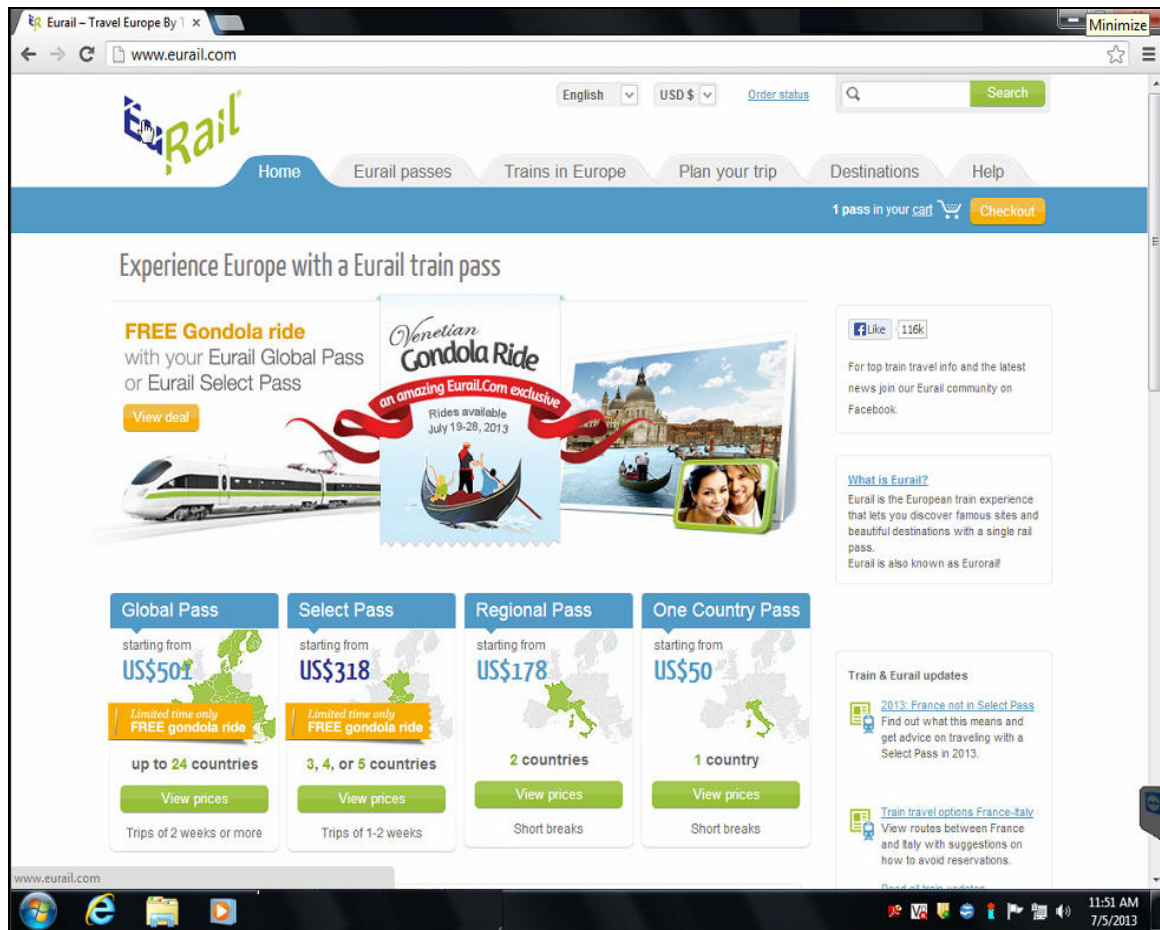 Eurail – Travel Europe By T
Minimize
www.eurail.com
English
USD $
Order status
Search
EuRail
Home
Eurail passes
Trains in Europe
Plan your trip
Destinations
Help
1 pass in your cart
Checkout
Experience Europe with a Eurail train pass
FREE Gondola ride
with your Eurail Global Pass
or Eurail Select Pass
View deal
Venetian
Gondola Ride
an amazing Eurail.Com exclusive
Rides available
July 19-28, 2013
Like
116k
For top train travel info and the latest
news join our Eurail community on
Facebook.
What is Eurail?
Eurail is the European train experience
that lets you discover famous sites and
beautiful destinations with a single rail
pass.
Eurail is also known as Eurorail!
Global Pass
starting from
US$501
Limited time only
FREE gondola ride
up to 24 countries
View prices
Trips of 2 weeks or more
Select Pass
starting from
US$318
Limited time only
FREE gondola ride
3, 4, or 5 countries
View prices
Trips of 1-2 weeks
Regional Pass
starting from
US$178
2 countries
View prices
Short breaks
One Country Pass
starting from
US$50
1 country
View prices
Short breaks
Train & Eurail updates
2013: France not in Select Pass
Find out what this means and
get advice on traveling with a
Select Pass in 2013.
Train travel options France-Italy
View routes between France
and Italy with suggestions on
how to avoid reservations.
Read all train updates
www.eurail.com
11:51 AM
7/5/2013